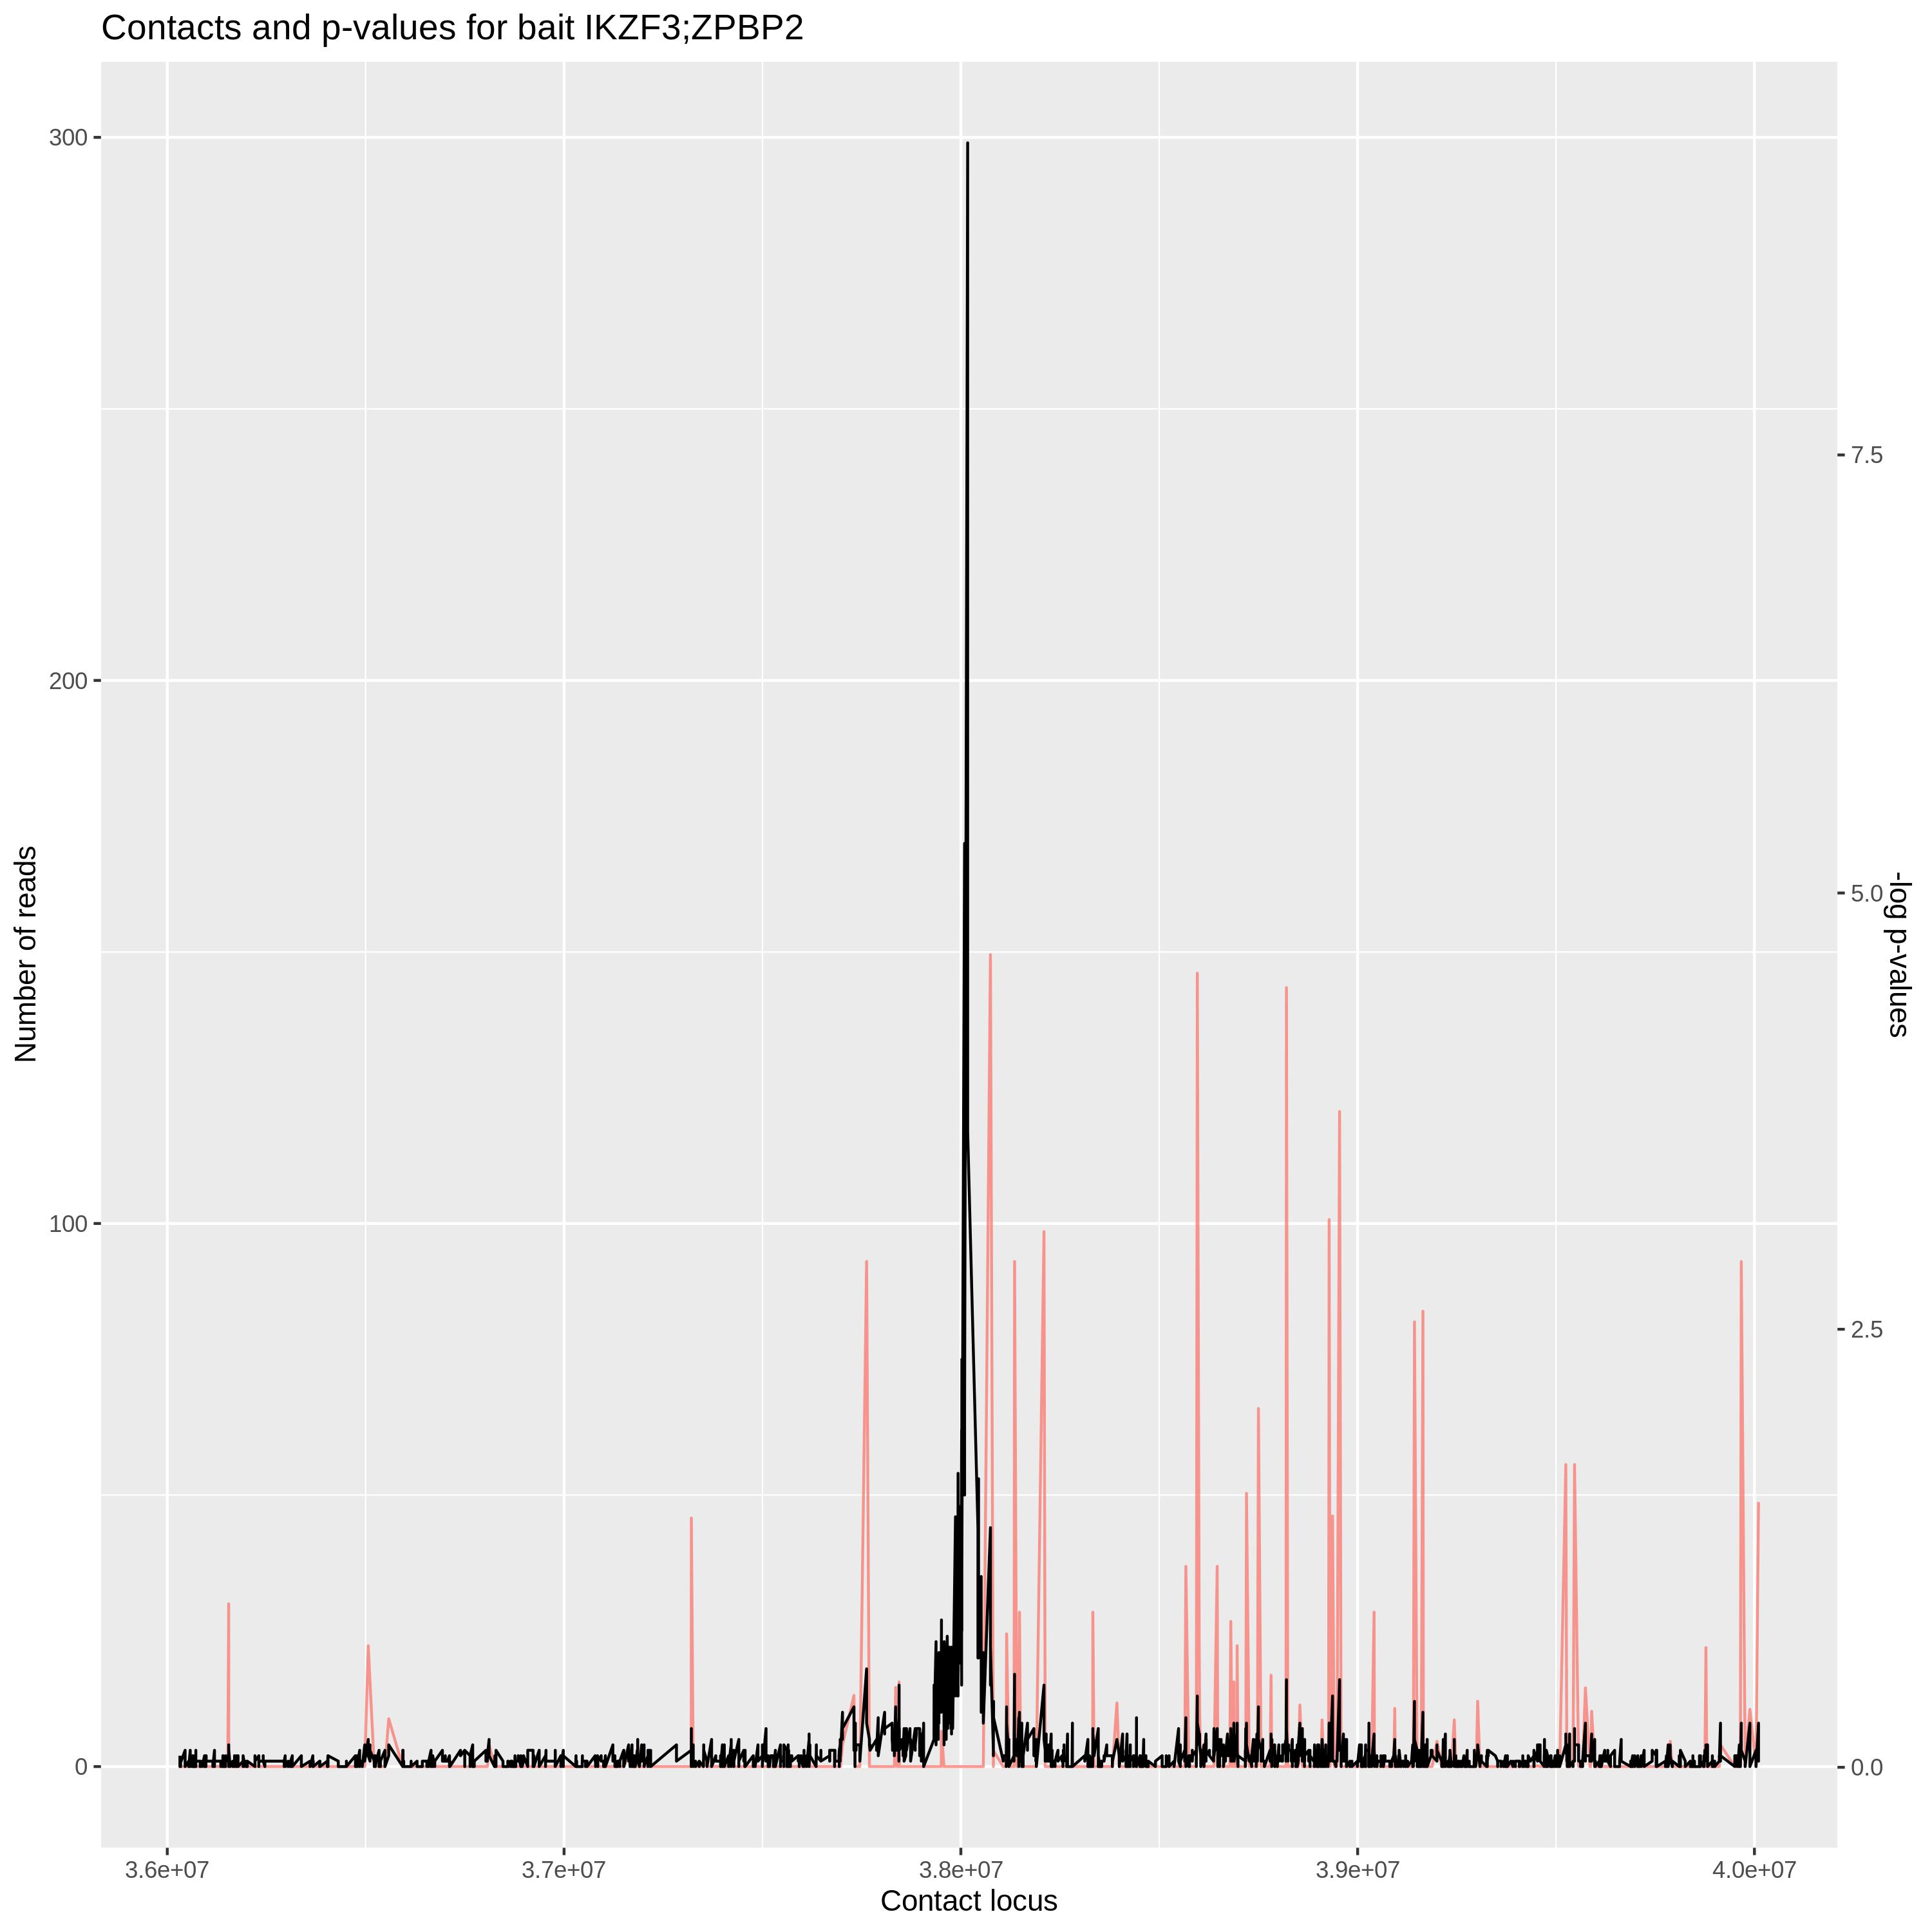 Contacts and p-values for bait IKZF3;ZPBP2
300
200
100
0
Number of reads
7.5
5.0
2.5
0.0
-log p-values
3.6e+07
3.7e+07
3.8e+07
3.9e+07
4.0e+07
Contact locus